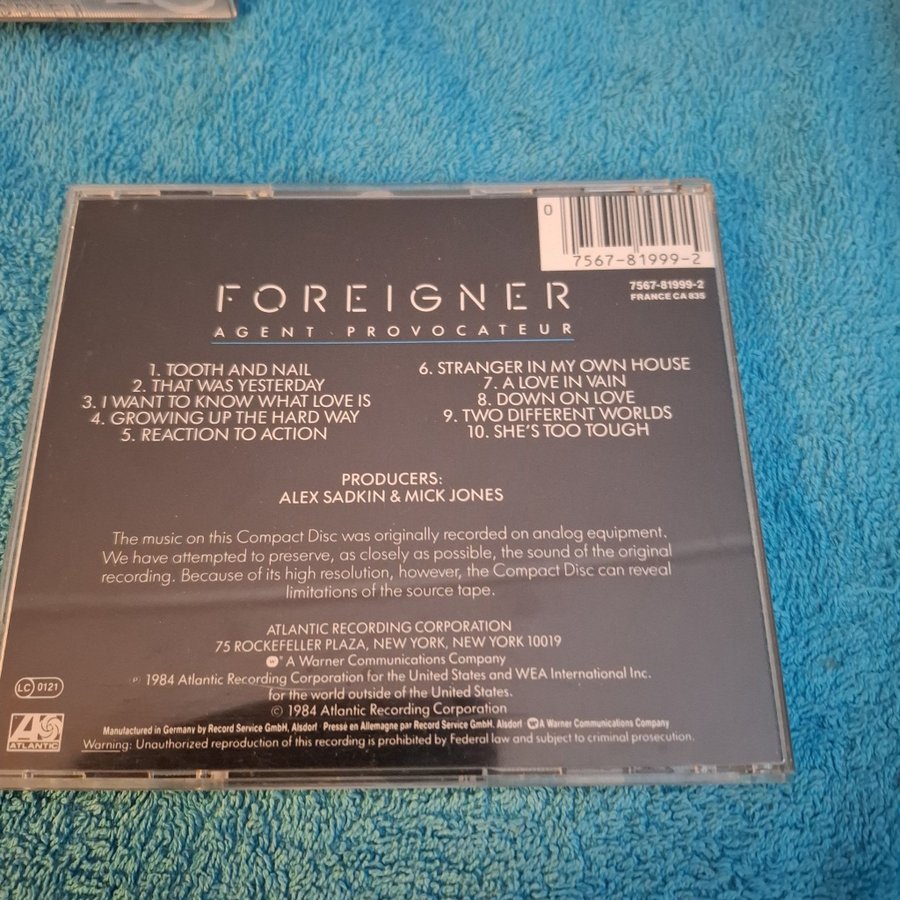 0
7567-81999-2
7567-81999-2
FRANCE CA 835
FOREIGNER
AGENT PROVOCATEUR
1. TOOTH AND NAIL
2. THAT WAS YESTERDAY
3. I WANT TO KNOW WHAT LOVE IS
4. GROWING UP THE HARD WAY
5. REACTION TO ACTION
6. STRANGER IN MY OWN HOUSE
7. A LOVE IN VAIN
8. DOWN ON LOVE
9. TWO DIFFERENT WORLDS
10. SHE'S TOO TOUGH
PRODUCERS:
ALEX SADKIN & MICK JONES
The music on this Compact Disc was originally recorded on analog equipment.
We have attempted to preserve, as closely as possible, the sound of the original
recording. Because of its high resolution, however, the Compact Disc can reveal
limitations of the source tape.
ATLANTIC RECORDING CORPORATION
75 ROCKEFELLER PLAZA, NEW YORK, NEW YORK 10019
A Warner Communications Company
℗ 1984 Atlantic Recording Corporation for the United States and WEA International Inc.
for the world outside of the United States.
© 1984 Atlantic Recording Corporation
LC 0121
ATLANTIC
Manufactured in Germany by Record Service GmbH, Alsdorf · Pressé en Allemagne par Record Service GmbH, Alsdorf · A Warner Communications Company
Warning: Unauthorized reproduction of this recording is prohibited by Federal law and subject to criminal prosecution.